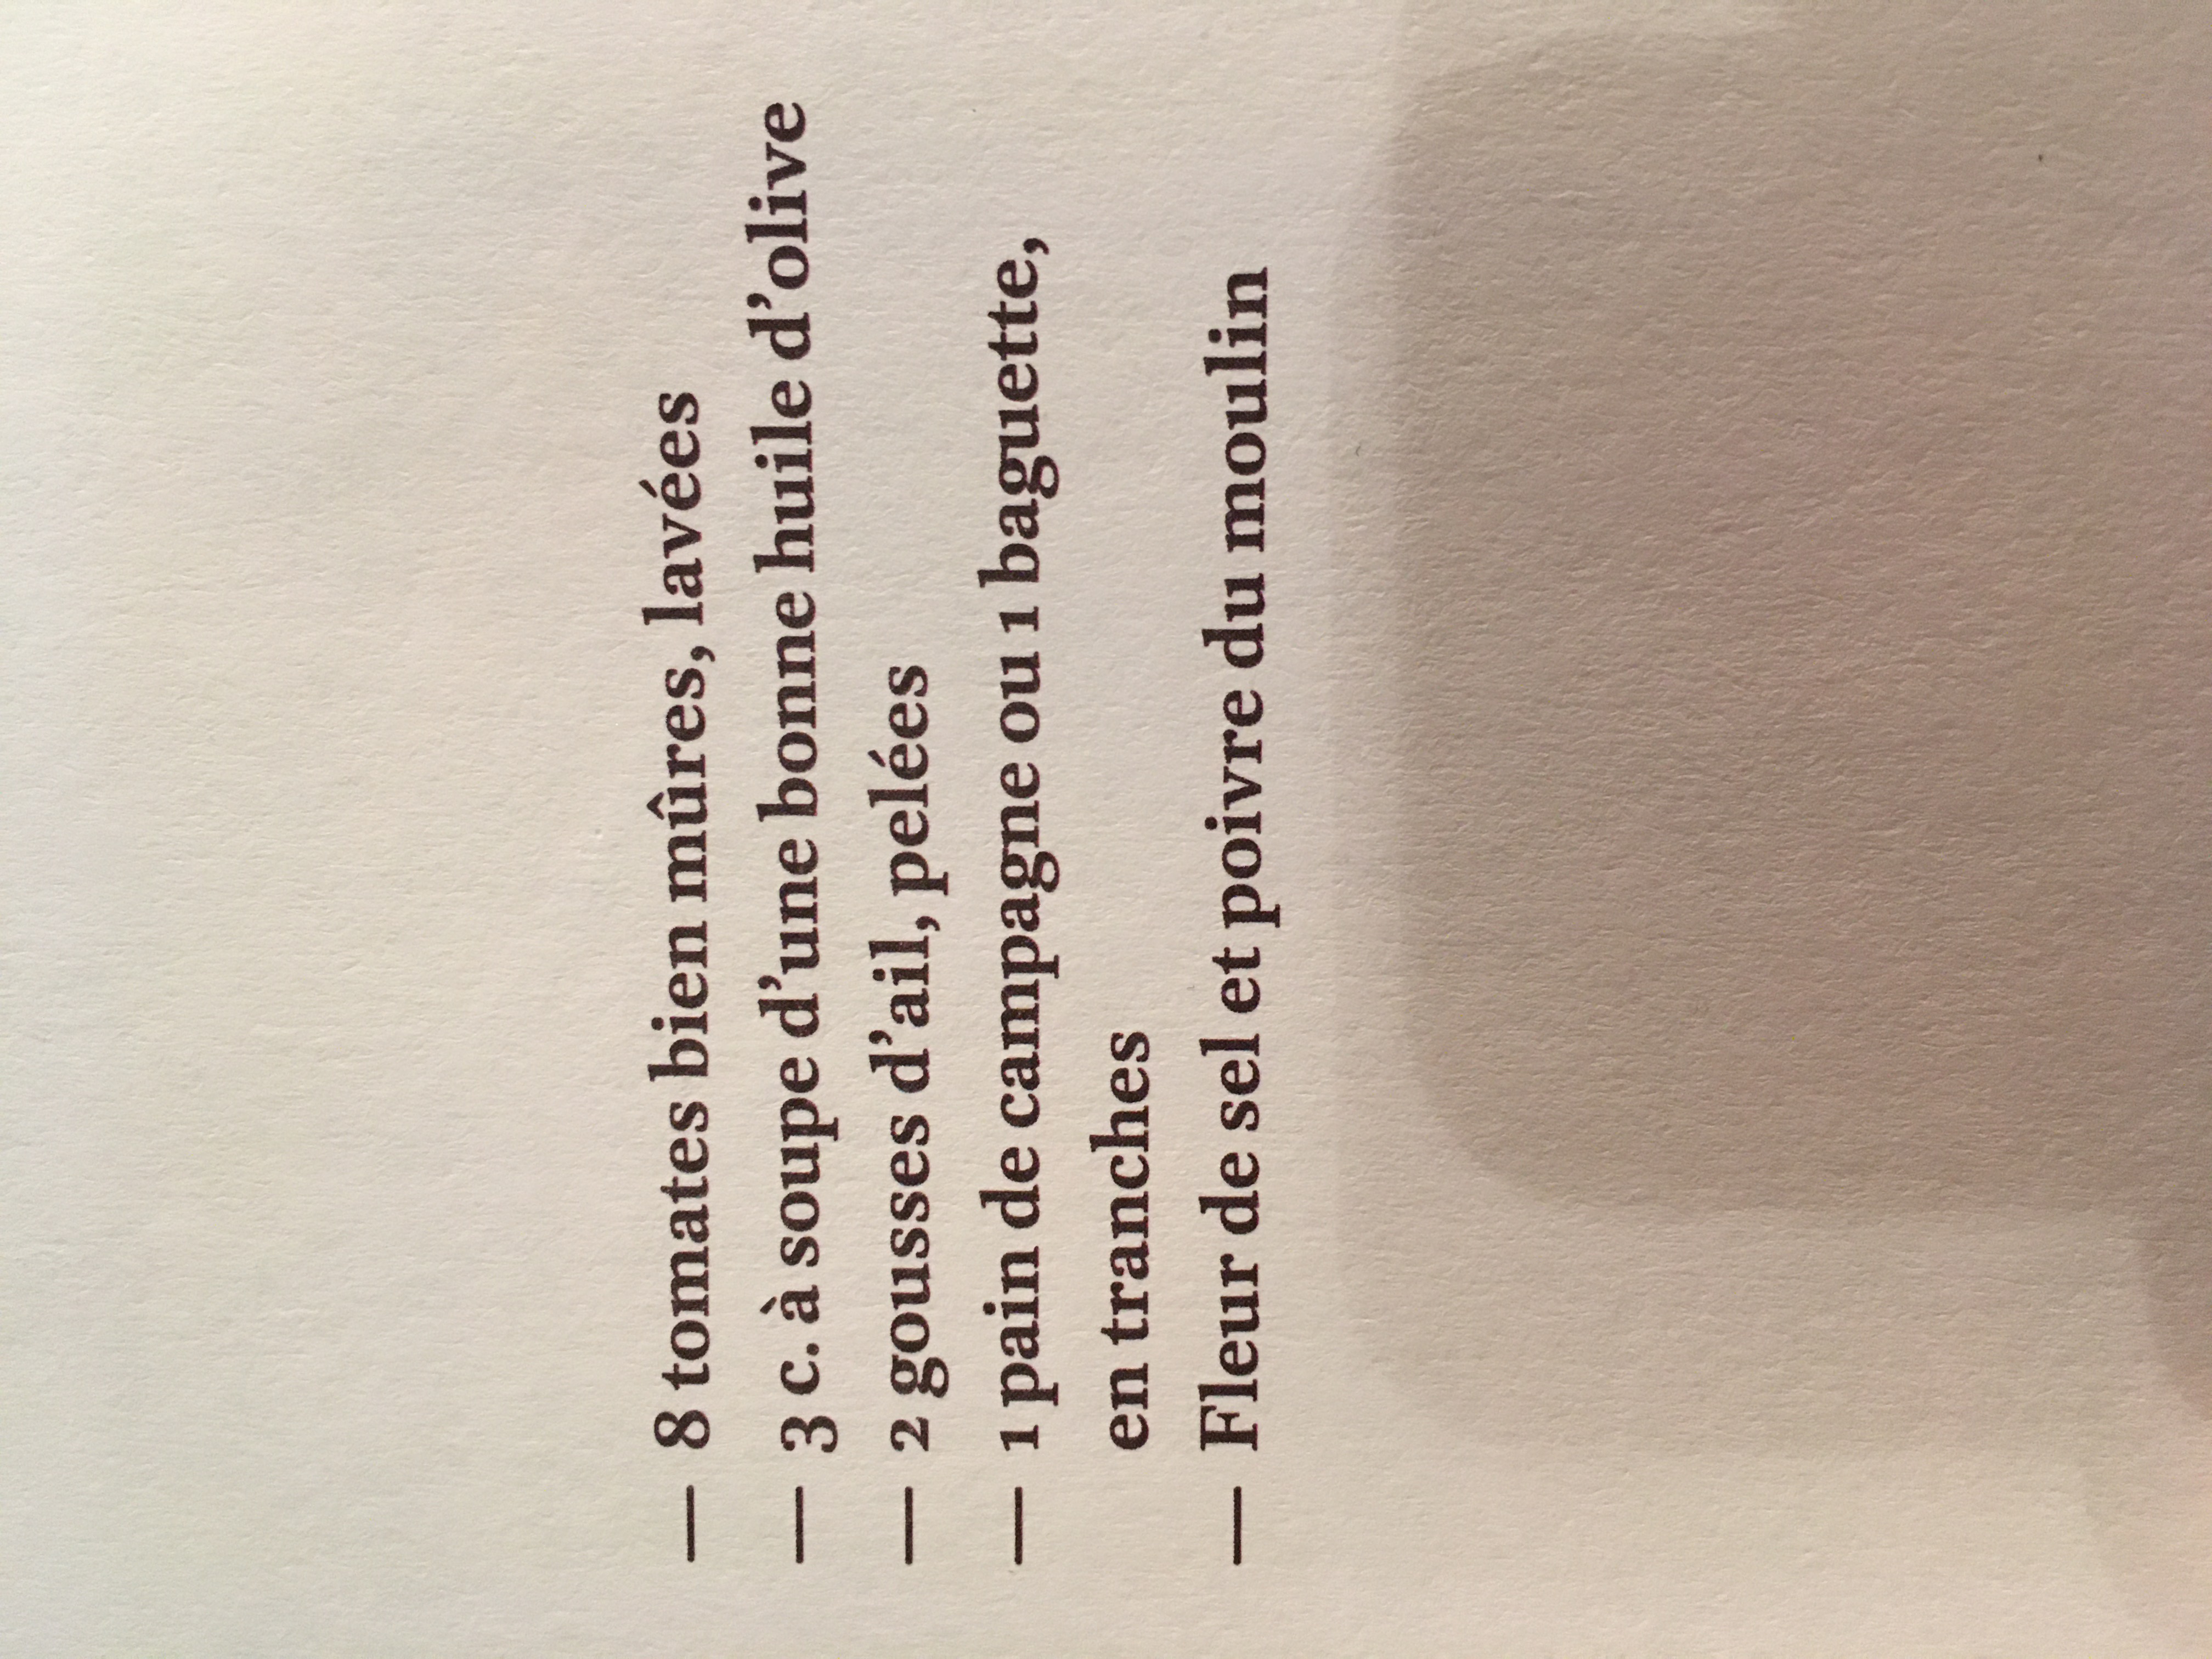 — 8 tomates bien mûres, lavées
— 3 c. à soupe d’une bonne huile d’olive
— 2 gousses d’ail, pelées
— 1 pain de campagne ou 1 baguette,
en tranches
— Fleur de sel et poivre du moulin